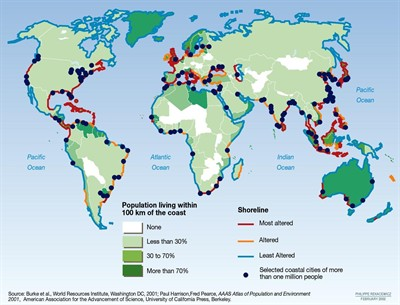 Pacific
Ocean
Pacific
Ocean
Atlantic
Ocean
Indian
Ocean
Population living within
100 km of the coast
None
Less than 30%
30 to 70%
More than 70%
Shoreline
Most altered
Altered
Least Altered
Selected coastal cities of more
than one million people
Source: Burke et al., World Resources Institute, Washington DC, 2001; Paul Harrison,Fred Pearce, AAAS Atlas of Population and Environment
2001, American Association for the Advancement of Science, University of California Press, Berkeley.
PHILIPPE REKACEWICZ
FEBRUARY 2002